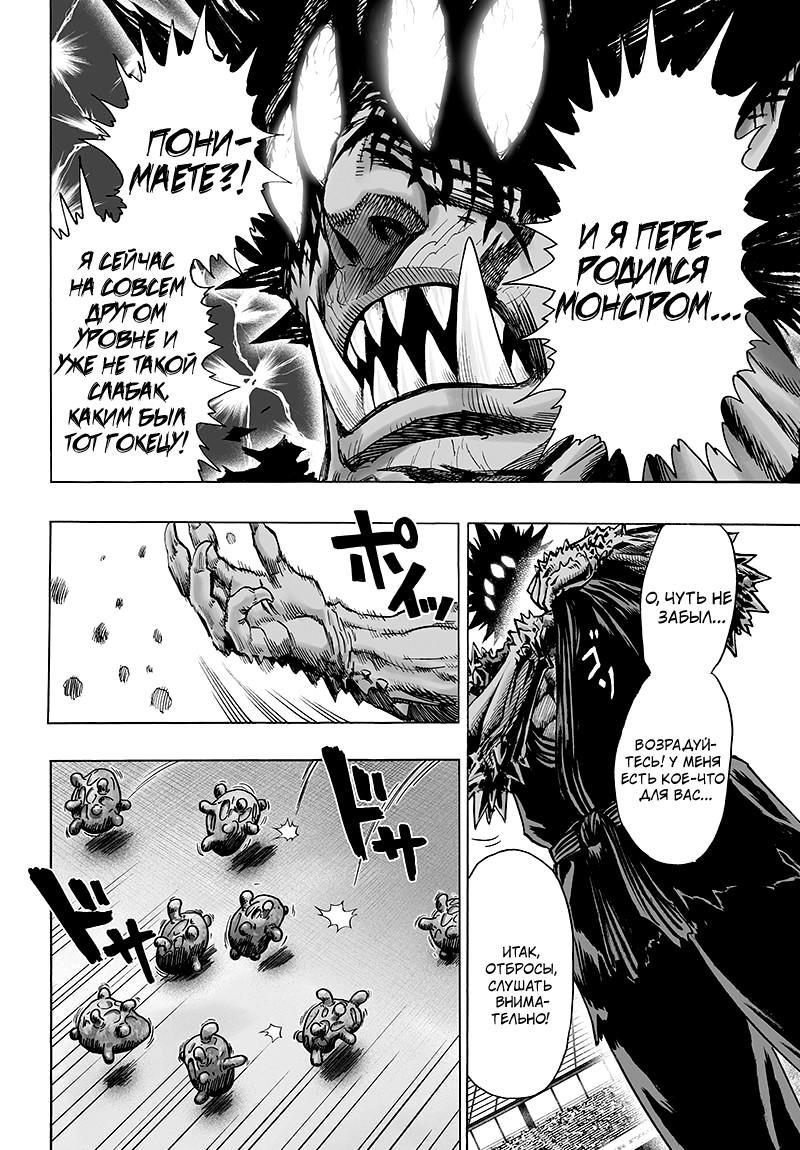 И Я ПЕРЕ-
РОДИЛСЯ
МОНСТРОМ...
ПОНИ-
МАЕТЕ?!
Я СЕЙЧАС
НА СОВСЕМ
ДРУГОМ
УРОВНЕ И
УЖЕ НЕ ТАКОЙ
СЛАБАК,
КАКИМ БЫЛ
ТОТ ГОКЕЦУ!
О, ЧУТЬ НЕ
ЗАБЫЛ...
ВОЗРАДУЙ-
ТЕСЬ! У МЕНЯ
ЕСТЬ КОЕ-ЧТО
ДЛЯ ВАС...
ポイッ
ドサ
ドサ
ИТАК,
ОТБРОСЫ,
СЛУШАТЬ
ВНИМА-
ТЕЛЬНО!